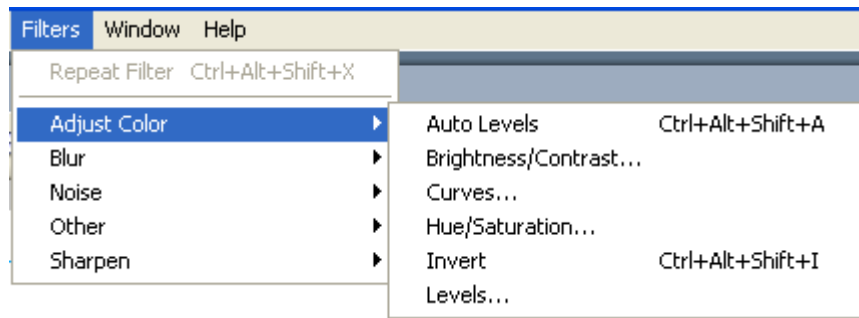 Filters Window Help
Repeat Filter Ctrl+Alt+Shift+X
Adjust Color
Blur
Noise
Other
Sharpen
Auto Levels Ctrl+Alt+Shift+A
Brightness/Contrast...
Curves...
Hue/Saturation...
Invert Ctrl+Alt+Shift+I
Levels...